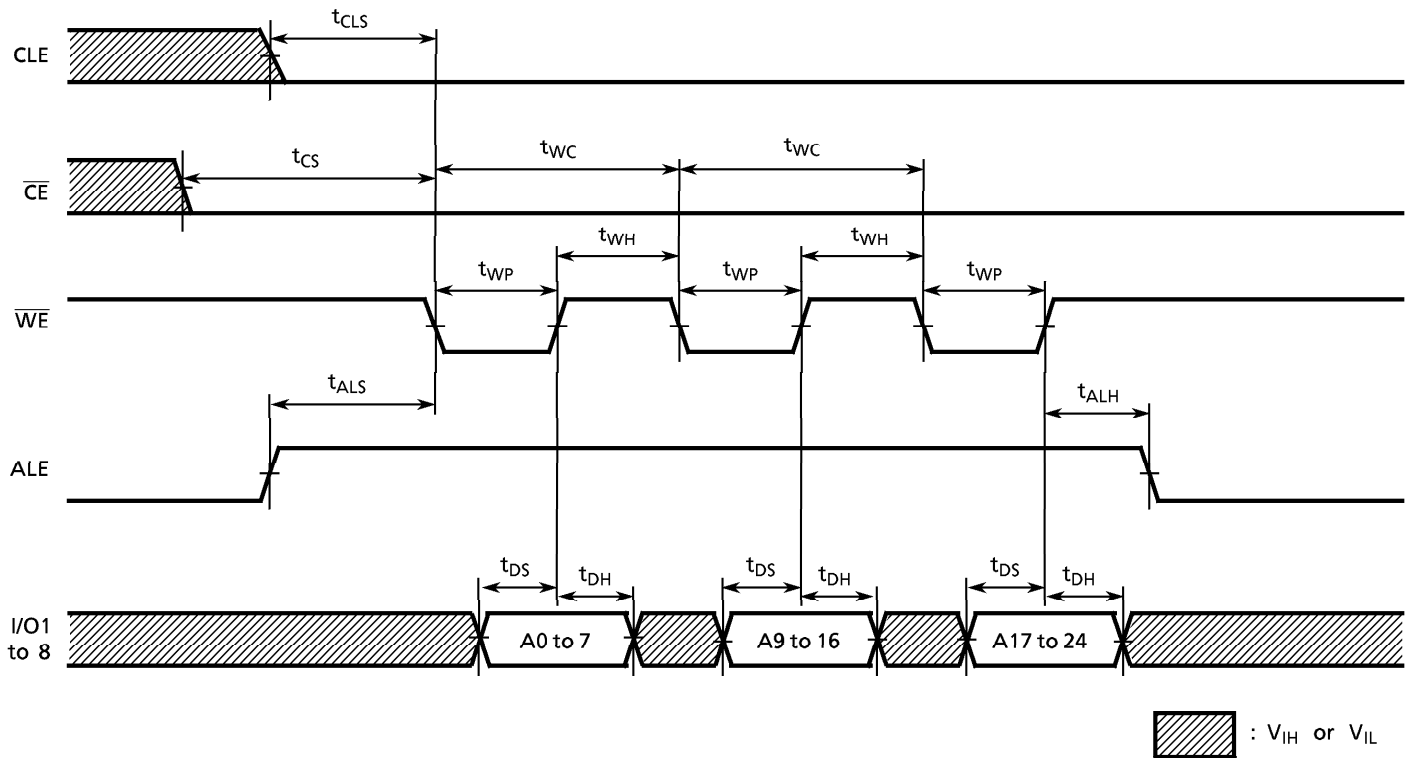 CLE
tCLS
CE
tCS
tWC
tWC
WE
tWP
tWH
tWP
tWH
tWP
ALE
tALS
tALH
tDS
tDH
tDS
tDH
tDS
tDH
I/O1
to 8
A0 to 7
A9 to 16
A17 to 24
: VIH or VIL